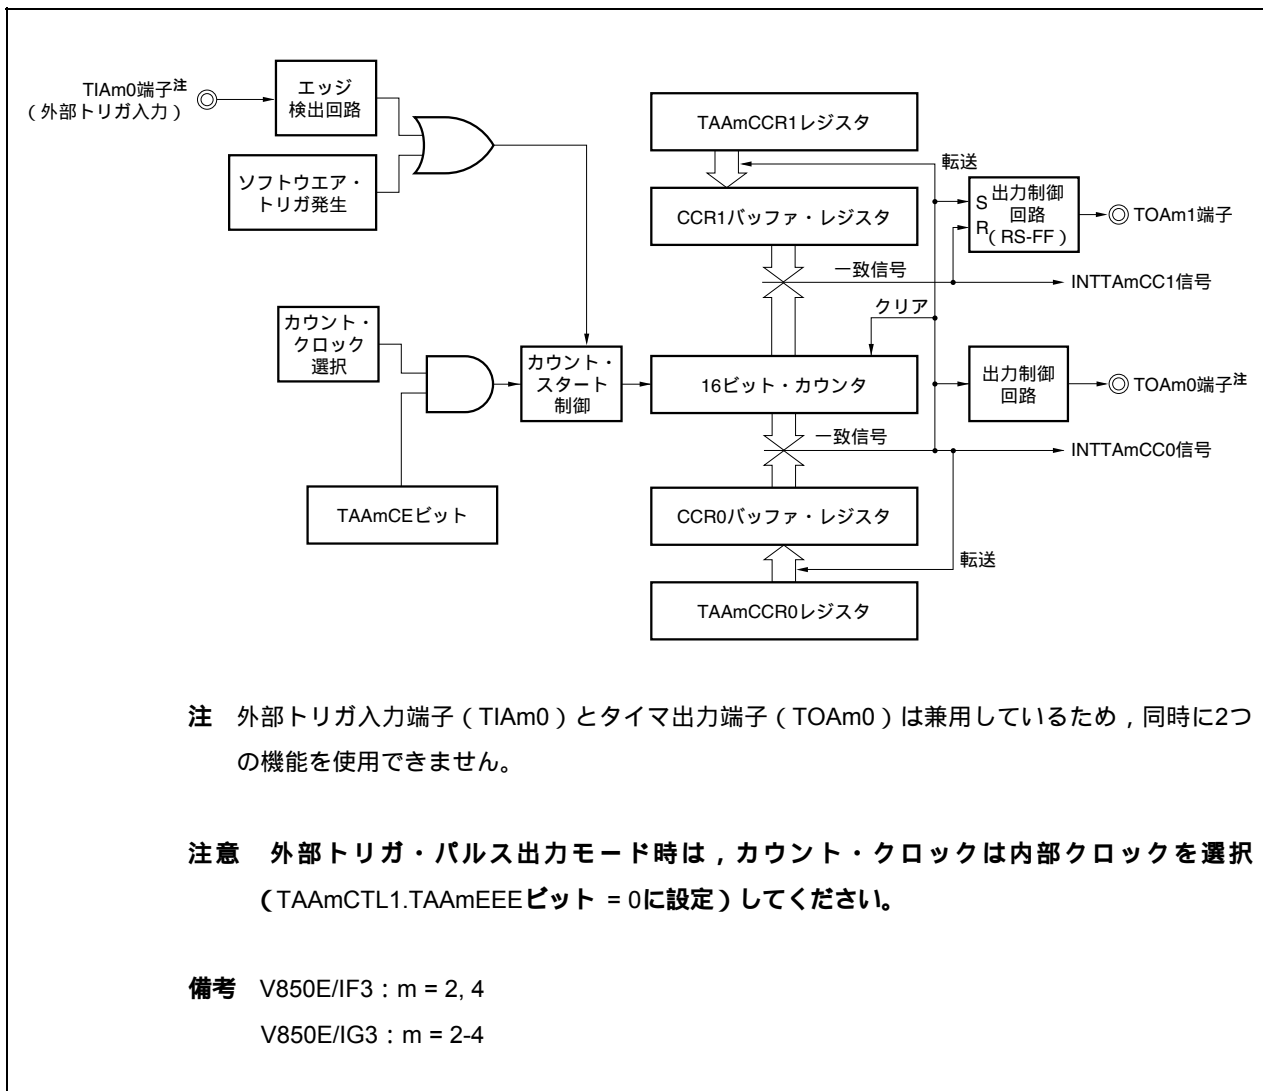 TIAm0端子注
（外部トリガ入力）
エッジ
検出回路
ソフトウエア・
トリガ発生
カウント・
クロック
選択
TAAmCEビット
カウント・
スタート
制御
TAAmCCR1レジスタ
転送
CCR1バッファ・レジスタ
一致信号
クリア
16ビット・カウンタ
一致信号
CCR0バッファ・レジスタ
転送
TAAmCCR0レジスタ
S 出力制御
回路
R（RS-FF）
TOAm1端子
INTTAmCC1信号
出力制御
回路
TOAm0端子注
INTTAmCC0信号
注　外部トリガ入力端子（TIAm0）とタイマ出力端子（TOAm0）は兼用しているため，同時に2つ
の機能を使用できません。
注意　外部トリガ・パルス出力モード時は，カウント・クロックは内部クロックを選択
（TAAmCTL1.TAAmEEEビット = 0に設定）してください。
備考　V850E/IF3：m = 2, 4
V850E/IG3：m = 2-4